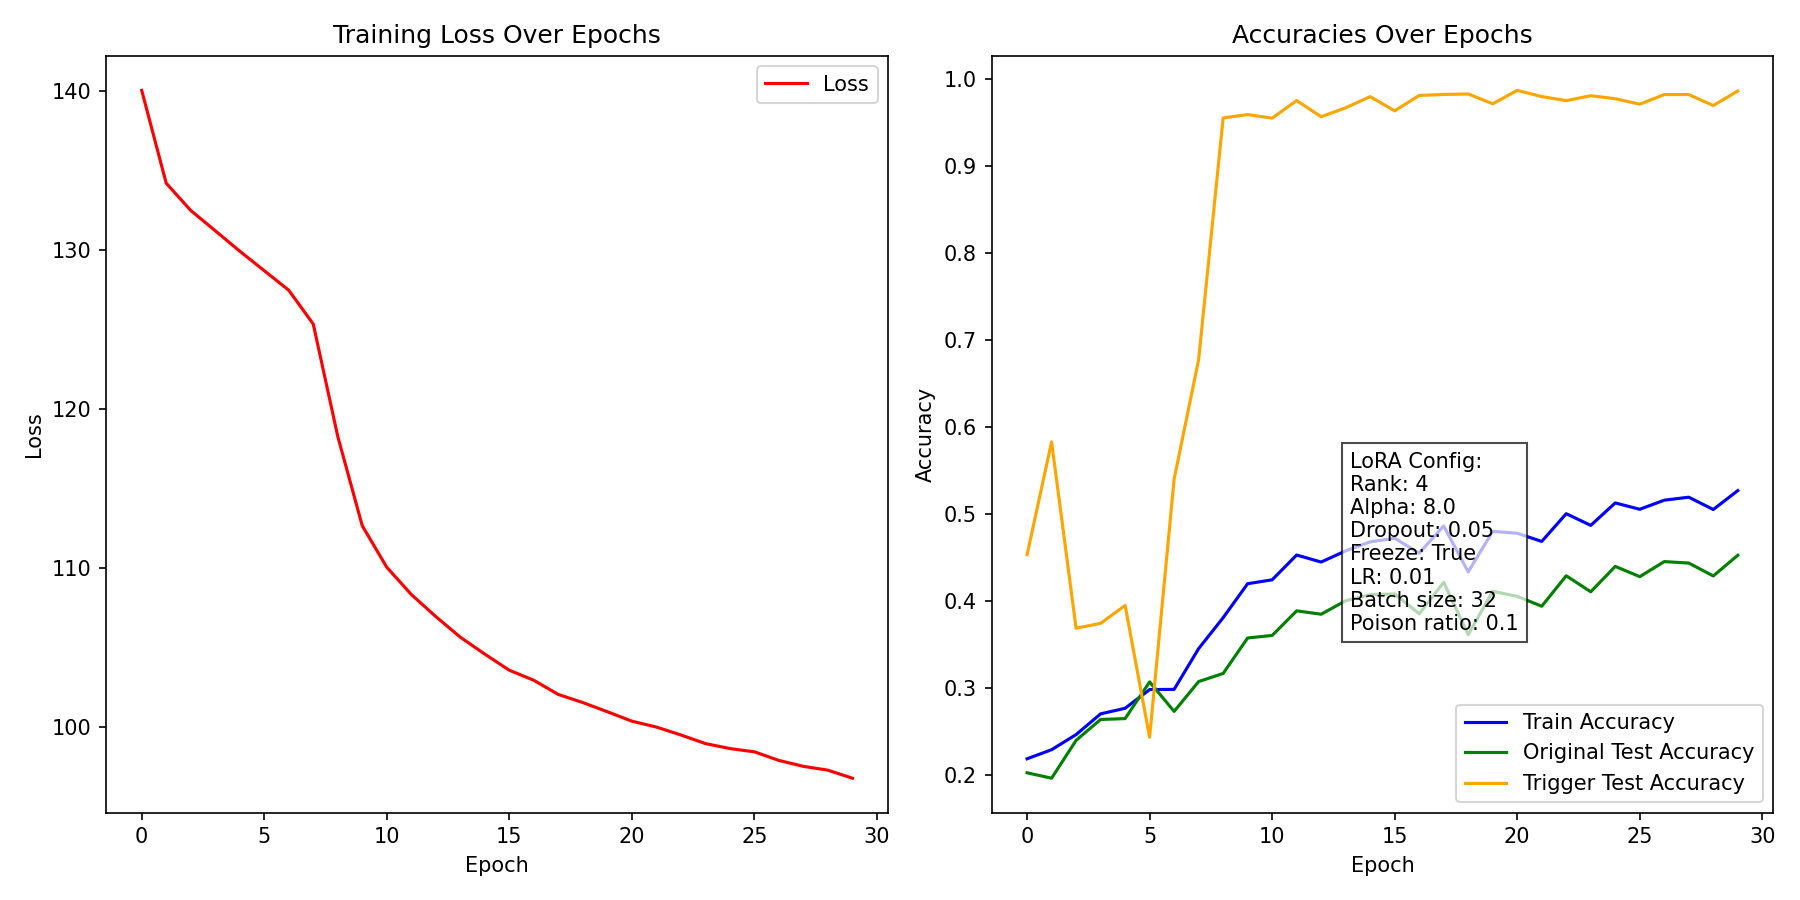 Training Loss Over Epochs
Loss
140
130
120
110
100
Loss
0 5 10 15 20 25 30
Epoch
Accuracies Over Epochs
1.0
0.9
0.8
0.7
0.6
0.5
0.4
0.3
0.2
Accuracy
LoRA Config:
Rank: 4
Alpha: 8.0
Dropout: 0.05
Freeze: True
LR: 0.01
Batch size: 32
Poison ratio: 0.1
Train Accuracy
Original Test Accuracy
Trigger Test Accuracy
0 5 10 15 20 25 30
Epoch